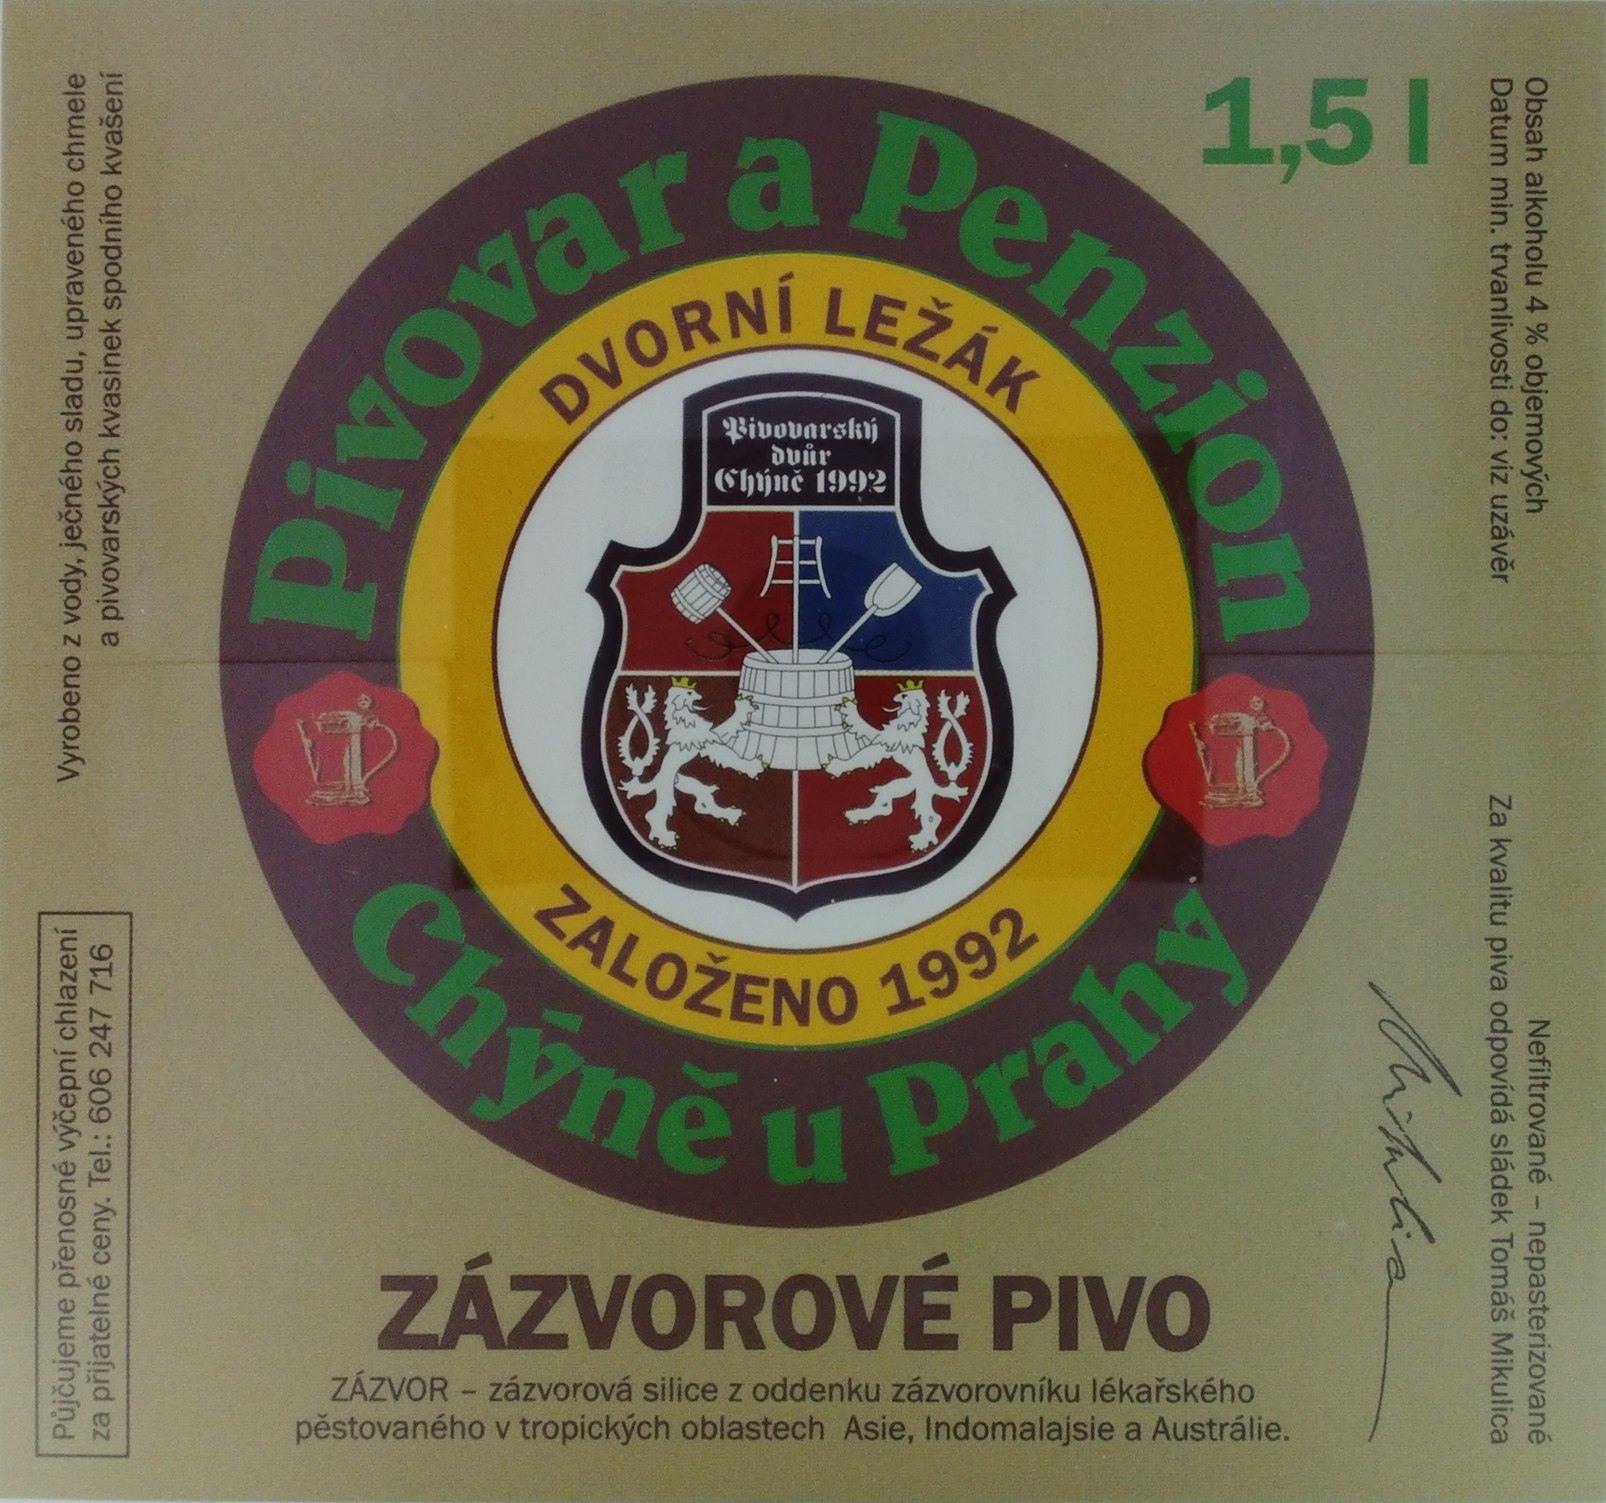 Vyrobeno z vody, ječného sladu, upraveného chmele
a pivovarských kvasinek spodního kvašení
Půjčujeme přenosné výčepní chlazení
za přijatelné ceny. Tel.: 606 247 716
1,5 l
Pivovar a Penzion
DVORNÍ LEŽÁK
Pivovarský
dvůr
Chýně 1992
ZALOŽENO 1992
Chýně u Prahy
ZÁZVOROVÉ PIVO
ZÁZVOR – zázvorová silice z oddenku zázvorovníku lékařského
pěstovaného v tropických oblastech Asie, Indomalajsie a Austrálie.
Obsah alkoholu 4 % objemových
Datum min. trvanlivosti do: viz uzávěr
Nefiltrované – nepasterizované
Za kvalitu piva odpovídá sládek Tomáš Mikulica
Mikulica